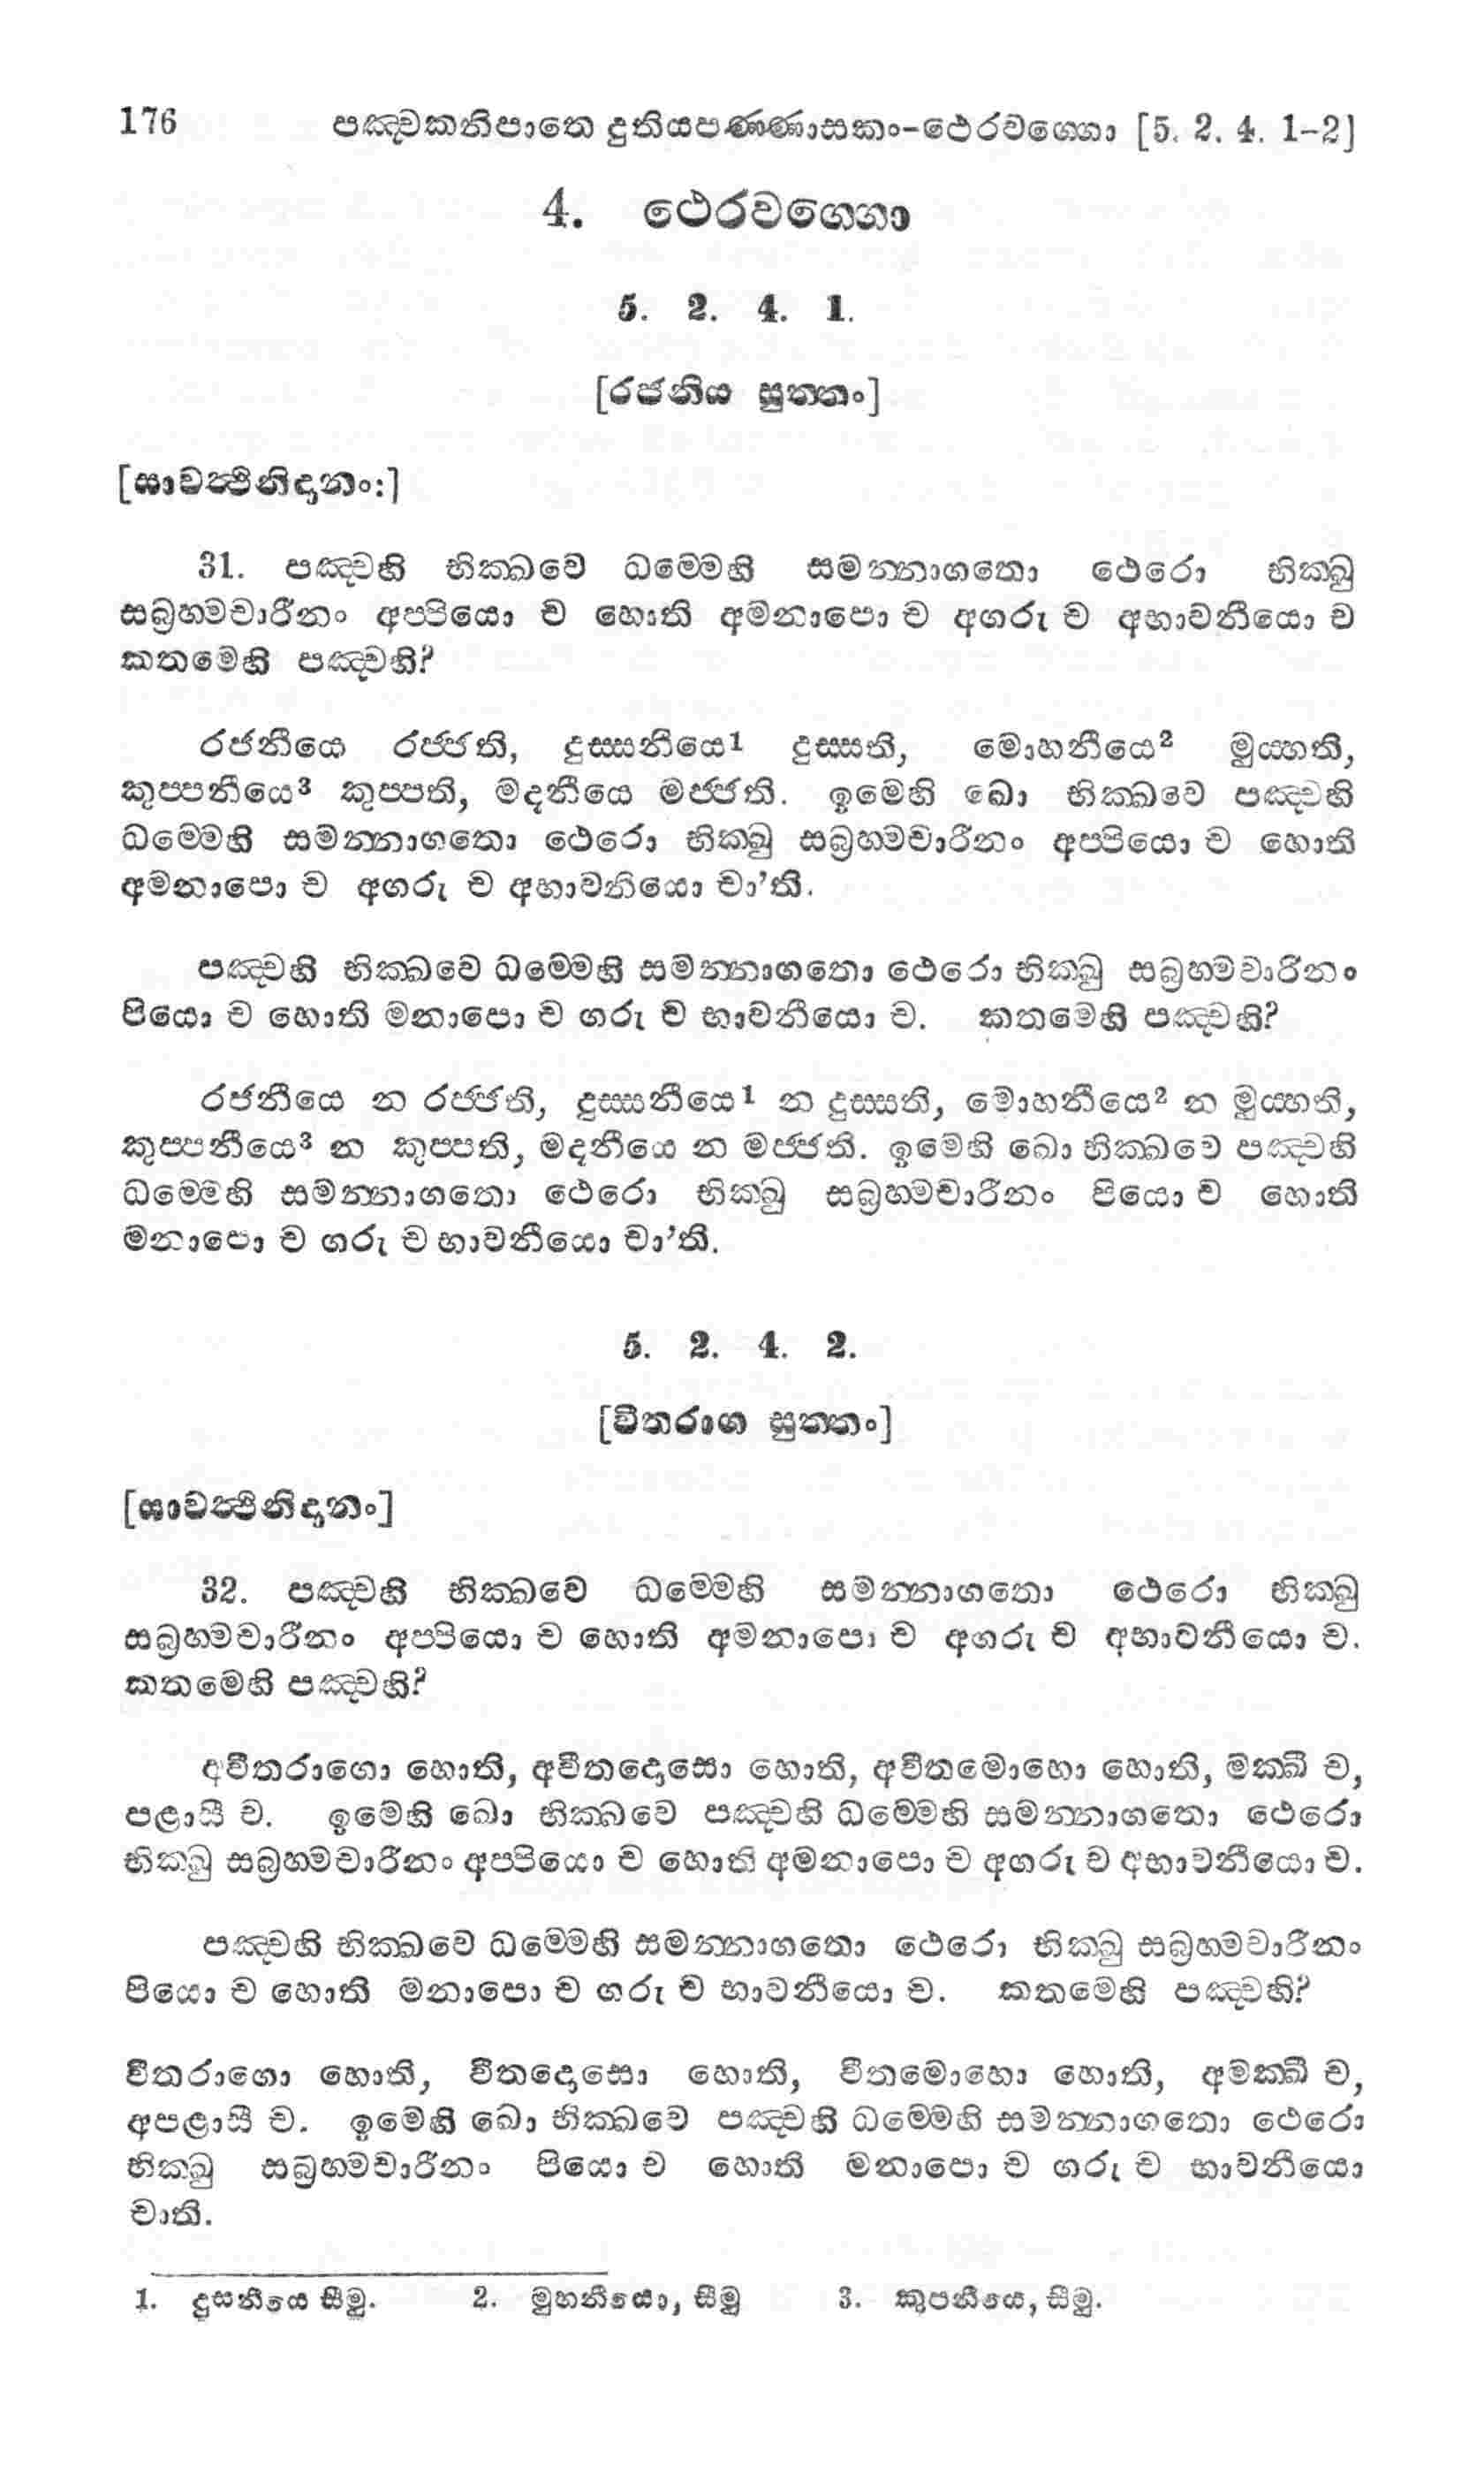 176 පඤ්චකනිපාතෙ දුතියපණ්ණාසකං-ථෙරවග්ගො [5. 2. 4. 1-2]
4. ථෙරවග්ගො
5. 2. 4. 1.
[රජනිය සුත්තං]
[සාවත්ථිනිදානං:]
31. පඤ්චහි භික්ඛවෙ ධම්මෙහි සමන්නාගතො ථෙරො භික්ඛු
සබ්‍රහ්මචාරීනං අප්පියො ච හොති අමනාපො ච අගරු ච අභාවනීයො ච
කතමෙහි පඤ්චහි?
රජනීයෙ රජ්ජති, දුස්සනීයෙ1 දුස්සති, මොහනීයෙ2 මුය්හති,
කුප්පනීයෙ3 කුප්පති, මදනීයෙ මජ්ජති. ඉමෙහි ඛො භික්ඛවෙ පඤ්චහි
ධම්මෙහි සමන්නාගතො ථෙරො භික්ඛු සබ්‍රහ්මචාරීනං අප්පියො ච හොති
අමනාපො ච අගරු ච අභාවනියො චා’ති.
පඤ්චහි භික්ඛවෙ ධම්මෙහි සමන්නාගතො ථෙරො භික්ඛු සබ්‍රහ්මචාරීනං
පියො ච හොති මනාපො ච ගරු ච භාවනීයො ච. කතමෙහි පඤ්චහි?
රජනීයෙ න රජ්ජති, දුස්සනීයෙ1 න දුස්සති, මොහනීයෙ2 න මුය්හති,
කුප්පනීයෙ3 න කුප්පති, මදනීයෙ න මජ්ජති. ඉමෙහි ඛො භික්ඛවෙ පඤ්චහි
ධම්මෙහි සමන්නාගතො ථෙරො භික්ඛු සබ්‍රහ්මචාරීනං පියො ච හොති
මනාපො ච ගරු ච භාවනීයො චා’ති.
5. 2. 4. 2.
[වීතරාග සුත්තං]
[සාවත්ථිනිදානං]
32. පඤ්චහි භික්ඛවෙ ධම්මෙහි සමන්නාගතො ථෙරො භික්ඛු
සබ්‍රහ්මචාරීනං අප්පියො ච හොති අමනාපො ච අගරු ච අභාවනීයො ච.
කතමෙහි පඤ්චහි?
අවීතරාගො හොති, අවීතදොසො හොති, අවීතමොහො හොති, මක්ඛී ච,
පළාසී ච. ඉමෙහි ඛො භික්ඛවෙ පඤ්චහි ධම්මෙහි සමන්නාගතො ථෙරො
භික්ඛු සබ්‍රහ්මචාරීනං අප්පියො ච හොති අමනාපො ච අගරු ච අභාවනීයො ච.
පඤ්චහි භික්ඛවෙ ධම්මෙහි සමන්නාගතො ථෙරො භික්ඛු සබ්‍රහ්මචාරීනං
පියො ච හොති මනාපො ච ගරු ච භාවනීයො ච. කතමෙහි පඤ්චහි?
වීතරාගො හොති, වීතදොසො හොති, වීතමොහො හොති, අමක්ඛී ච,
අපළාසී ච. ඉමෙහි ඛො භික්ඛවෙ පඤ්චහි ධම්මෙහි සමන්නාගතො ථෙරො
භික්ඛු සබ්‍රහ්මචාරීනං පියො ච හොති මනාපො ච ගරු ච භාවනීයො
චාති.
1. දුසනීයෙ සීමු. 2. මුහනීයො, සීමු 3. කුපනීයෙ, සීමු.